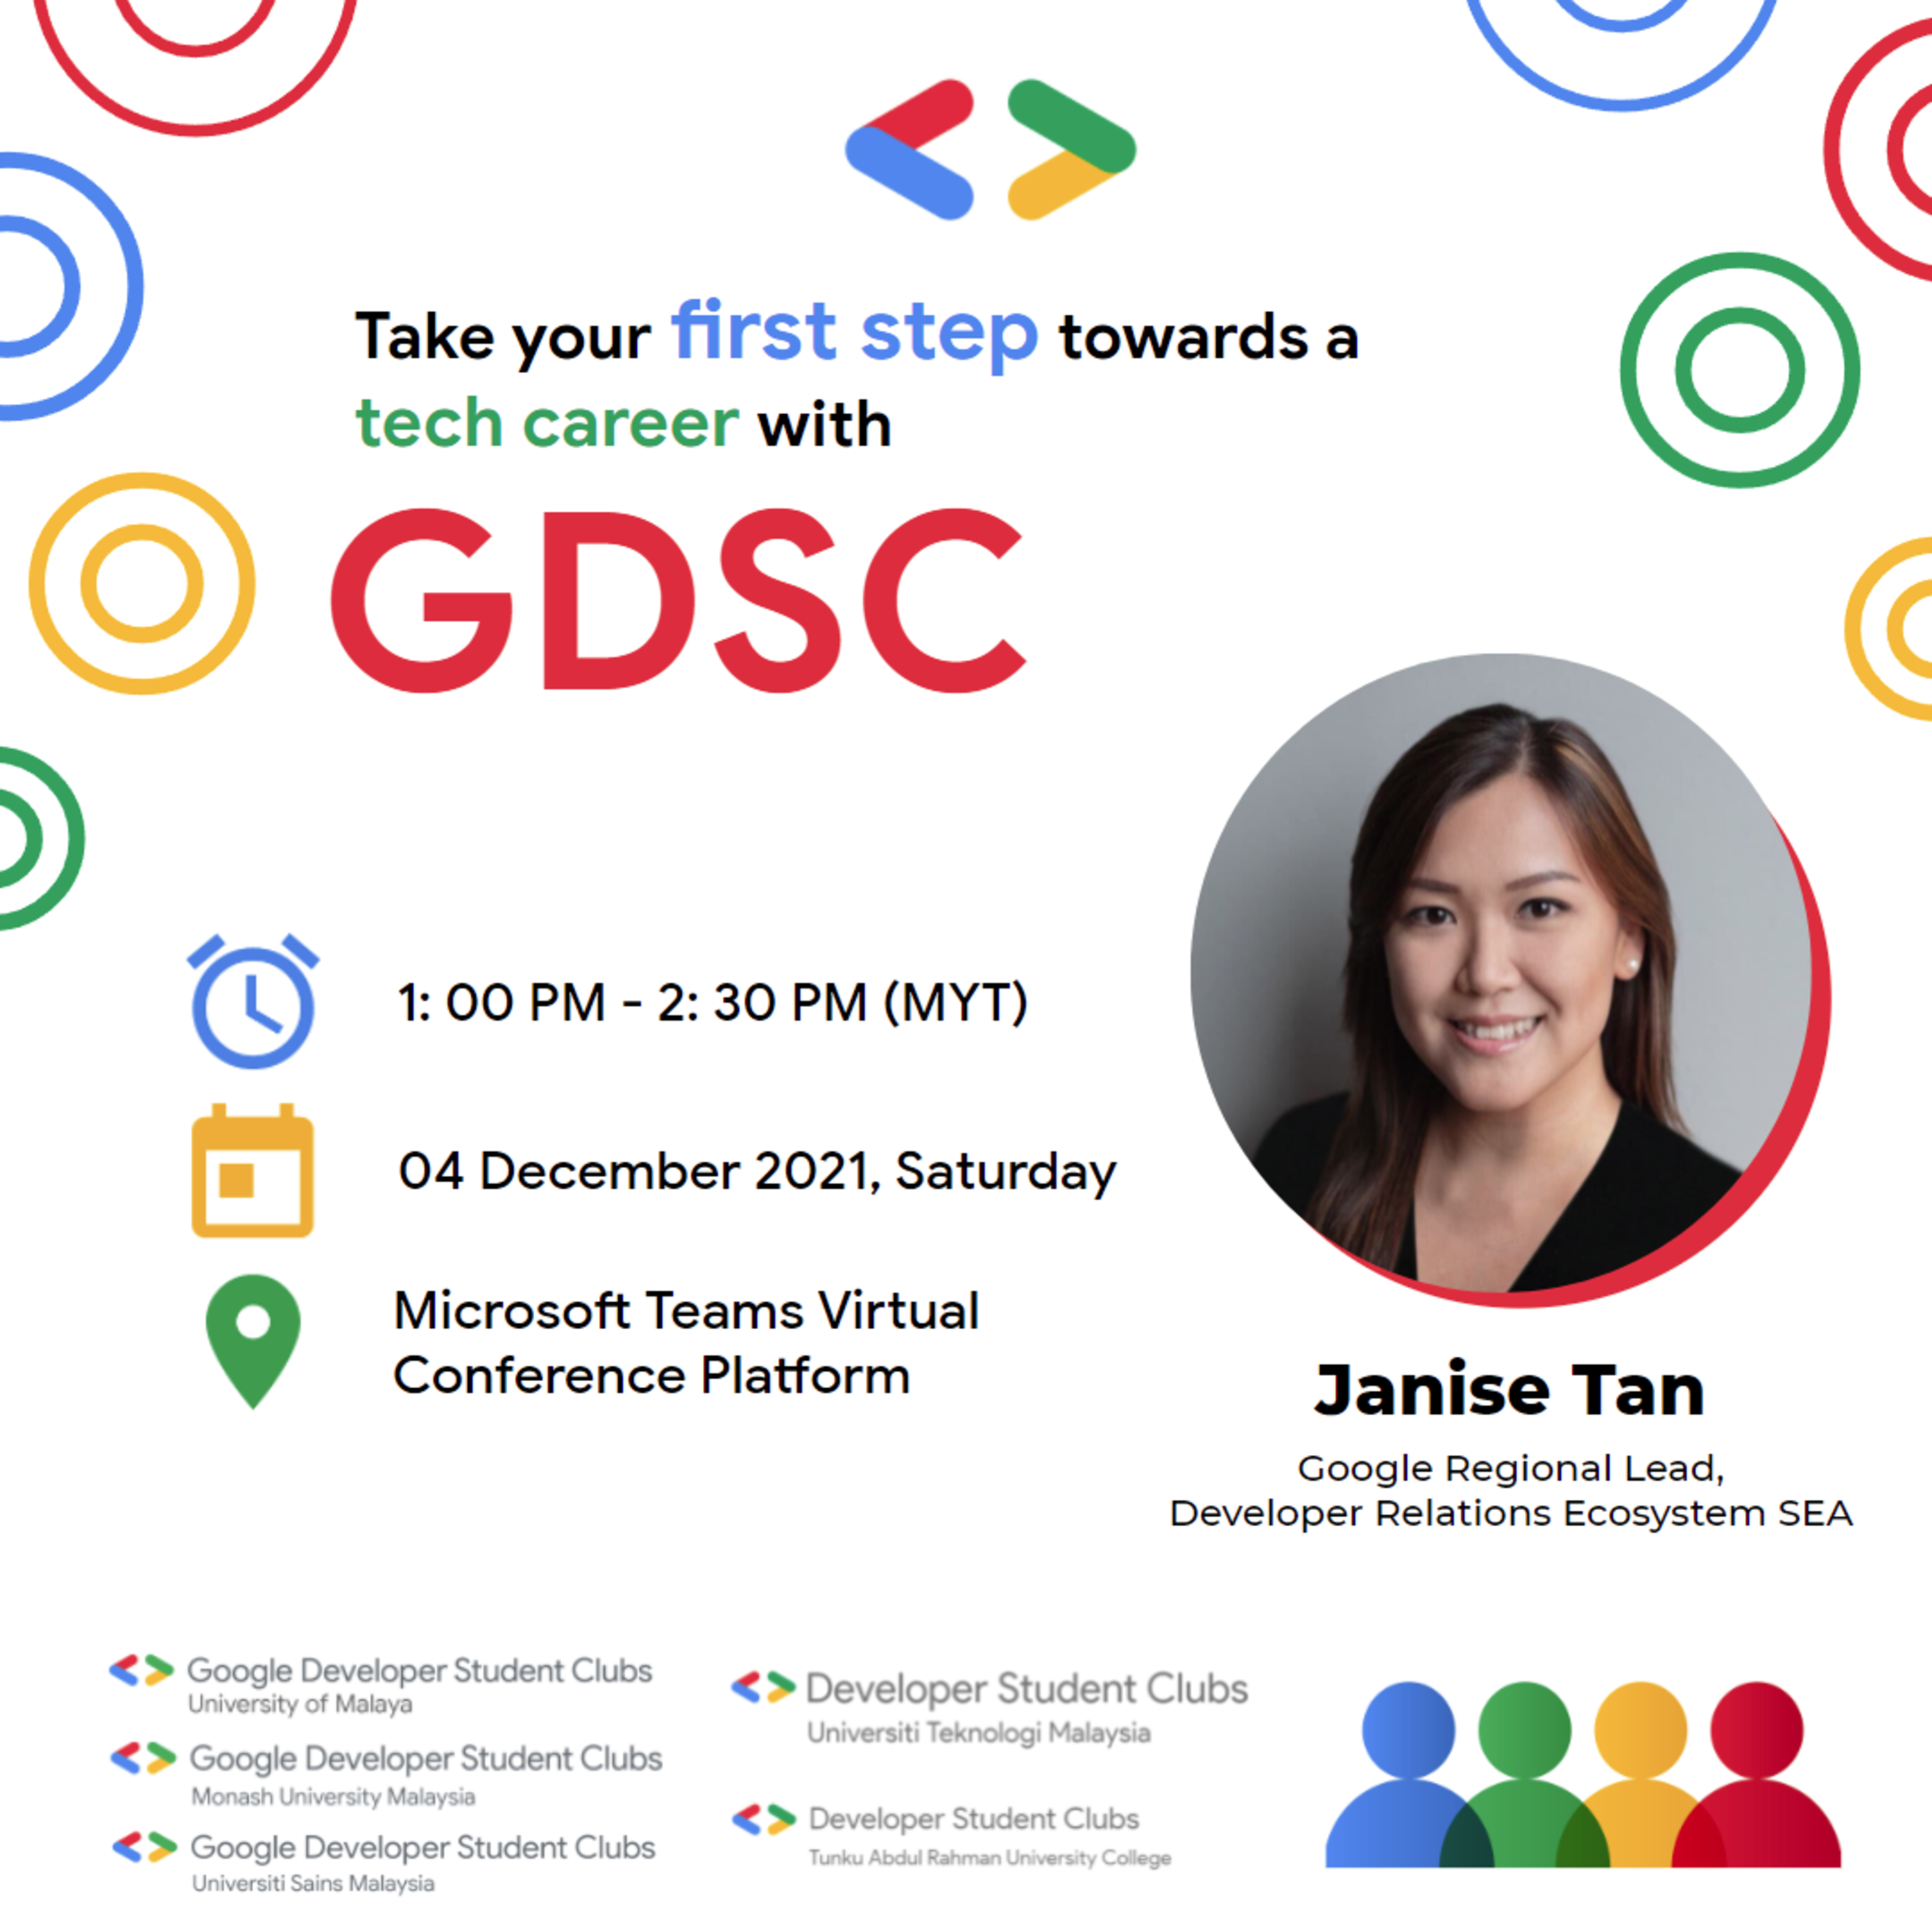 Take your first step towards a
tech career with
GDSC
1: 00 PM - 2: 30 PM (MYT)
04 December 2021, Saturday
Microsoft Teams Virtual
Conference Platform
Janise Tan
Google Regional Lead,
Developer Relations Ecosystem SEA
Google Developer Student Clubs
University of Malaya
Google Developer Student Clubs
Monash University Malaysia
Google Developer Student Clubs
Universiti Sains Malaysia
Developer Student Clubs
Universiti Teknologi Malaysia
Developer Student Clubs
Tunku Abdul Rahman University College